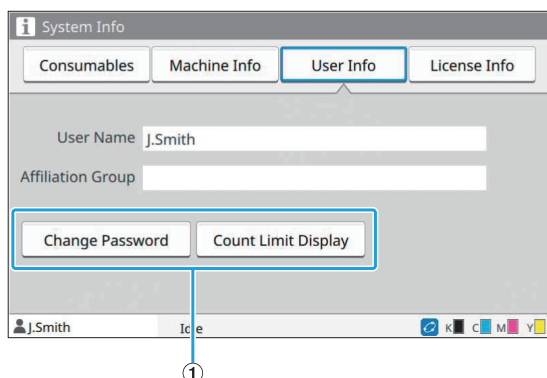 i System Info
Consumables Machine Info User Info License Info
User Name J.Smith
Affiliation Group
Change Password Count Limit Display
J.Smith Idle K C M Y
①